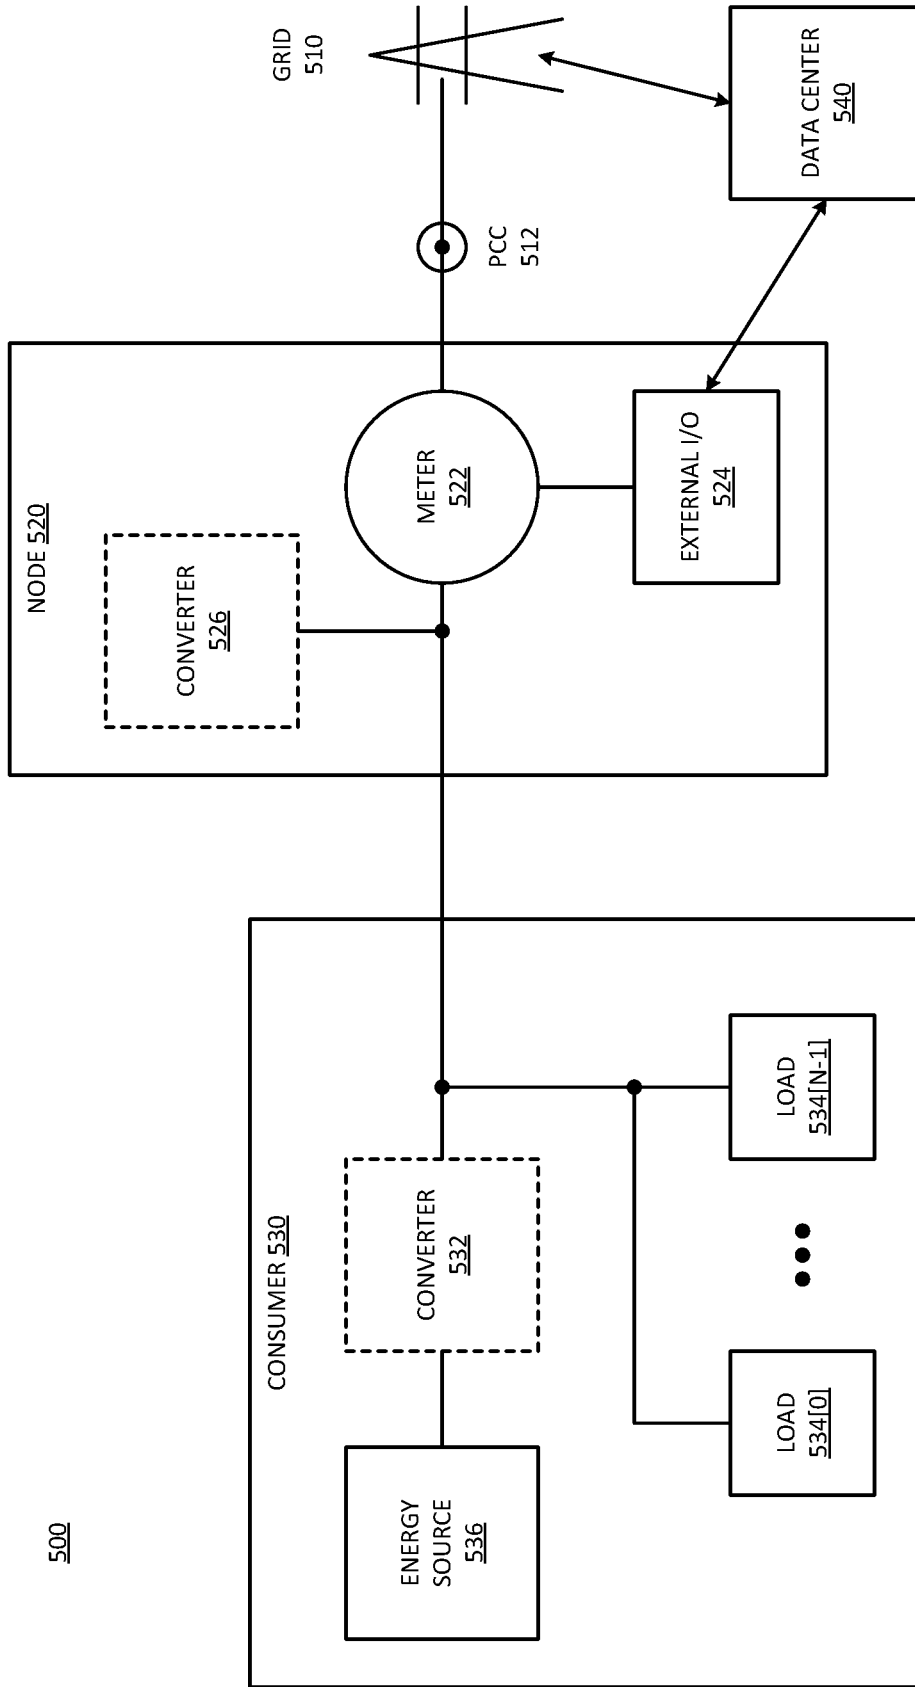 500
CONSUMER 530
ENERGY
SOURCE
536
CONVERTER
532
LOAD
534[0]
LOAD
534[N-1]
NODE 520
CONVERTER
526
METER
522
EXTERNAL I/O
524
PCC
512
GRID
510
DATA CENTER
540